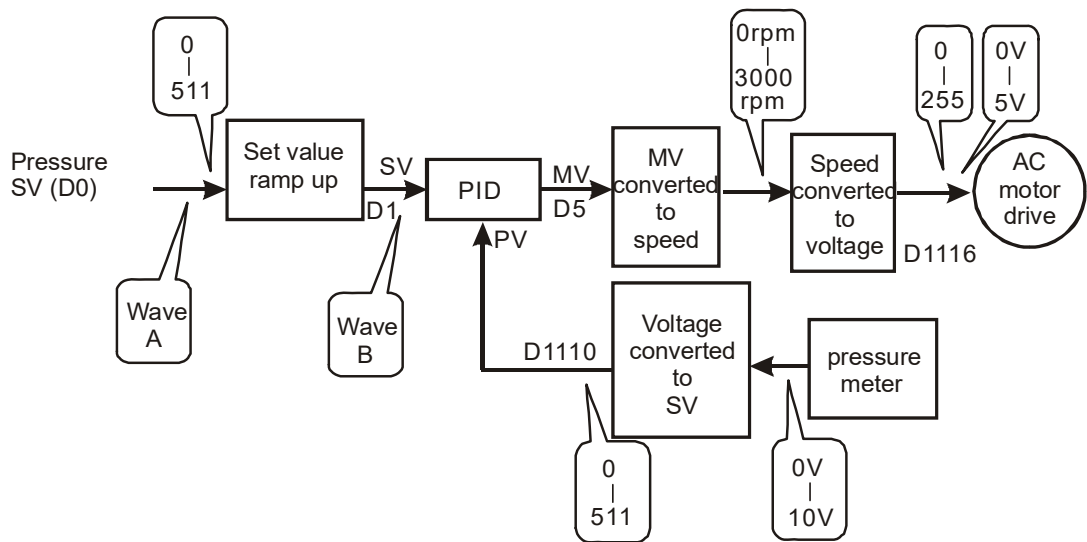 Pressure
SV (D0)
0
|
511
Wave
A
Set value
ramp up
SV
D1
Wave
B
PID
PV
MV
D5
MV
converted
to
speed
0rpm
|
3000
rpm
Speed
converted
to
voltage
0
|
255
0V
|
5V
D1116
AC
motor
drive
D1110
0
|
511
Voltage
converted
to
SV
0V
|
10V
pressure
meter